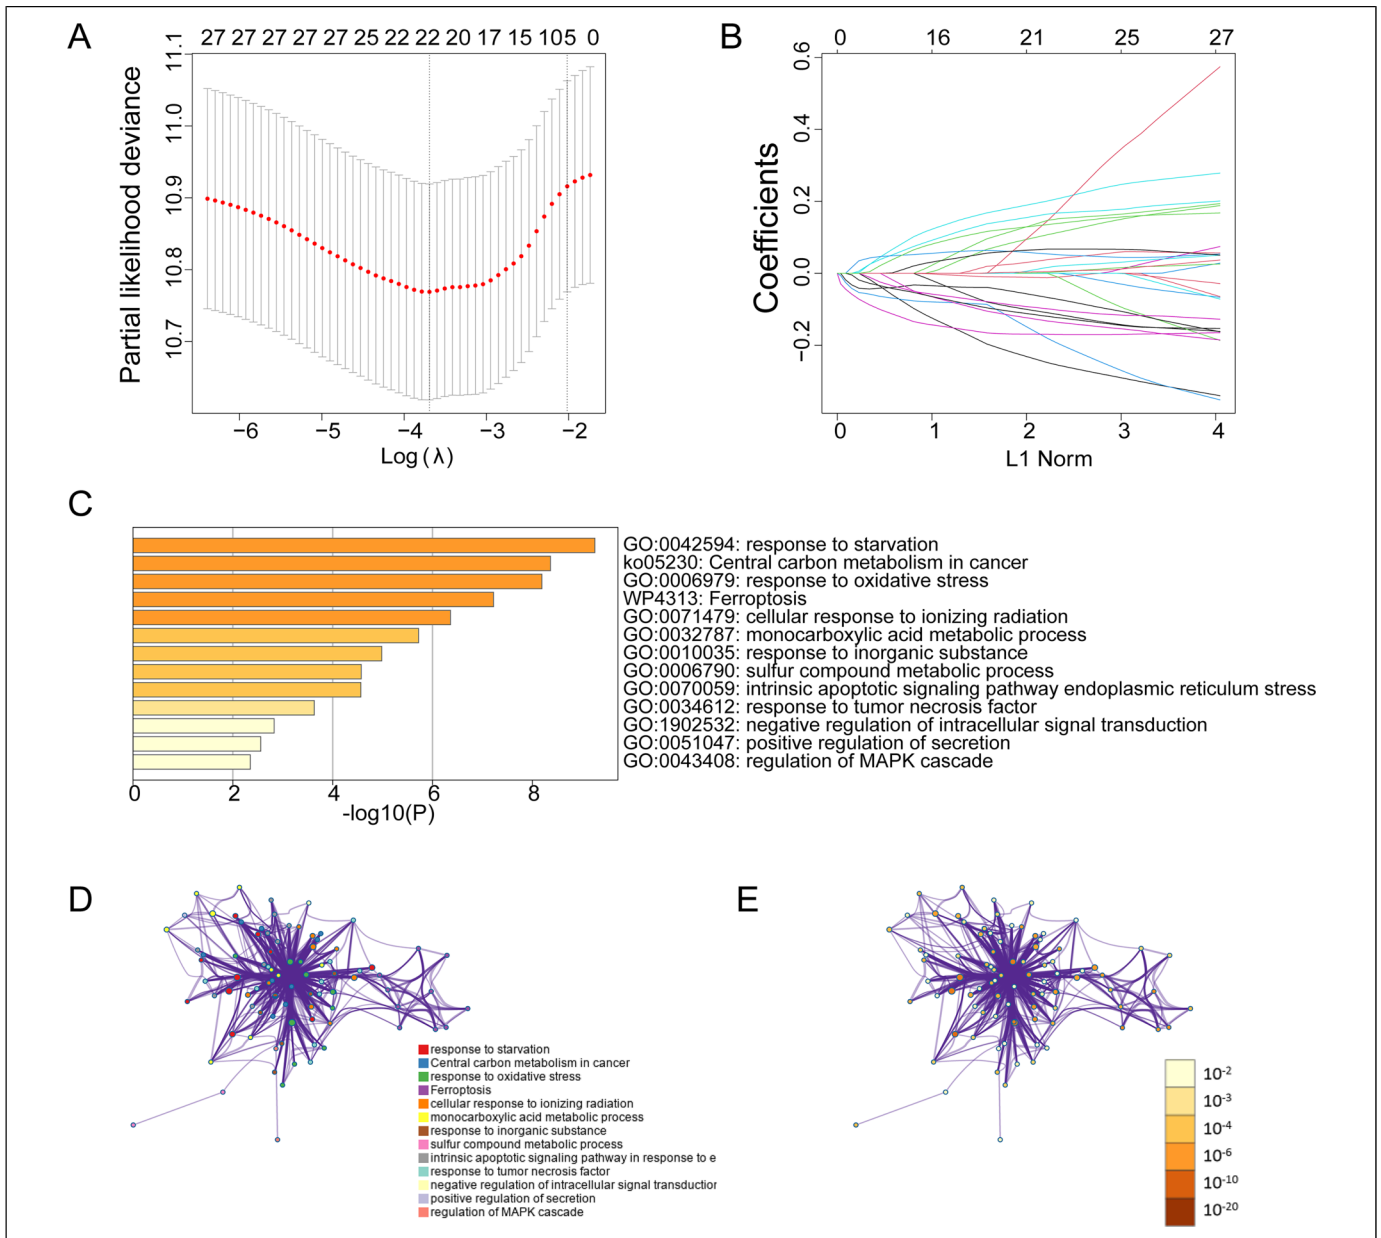 A
27 27 27 27 27 25 22 22 20 17 15 10 5 0
11.1
11.0
10.9
10.8
10.7
Partial likelihood deviance
−6 −5 −4 −3 −2
Log (λ)
B
0 16 21 25 27
0.6
0.4
0.2
0.0
−0.2
Coefficients
0 1 2 3 4
L1 Norm
C
GO:0042594: response to starvation
ko05230: Central carbon metabolism in cancer
GO:0006979: response to oxidative stress
WP4313: Ferroptosis
GO:0071479: cellular response to ionizing radiation
GO:0032787: monocarboxylic acid metabolic process
GO:0010035: response to inorganic substance
GO:0006790: sulfur compound metabolic process
GO:0070059: intrinsic apoptotic signaling pathway endoplasmic reticulum stress
GO:0034612: response to tumor necrosis factor
GO:1902532: negative regulation of intracellular signal transduction
GO:0051047: positive regulation of secretion
GO:0043408: regulation of MAPK cascade
0 2 4 6 8
-log10(P)
D
response to starvation
Central carbon metabolism in cancer
response to oxidative stress
Ferroptosis
cellular response to ionizing radiation
monocarboxylic acid metabolic process
response to inorganic substance
sulfur compound metabolic process
intrinsic apoptotic signaling pathway in response to e
response to tumor necrosis factor
negative regulation of intracellular signal transduction
positive regulation of secretion
regulation of MAPK cascade
E
10-2
10-3
10-4
10-6
10-10
10-20